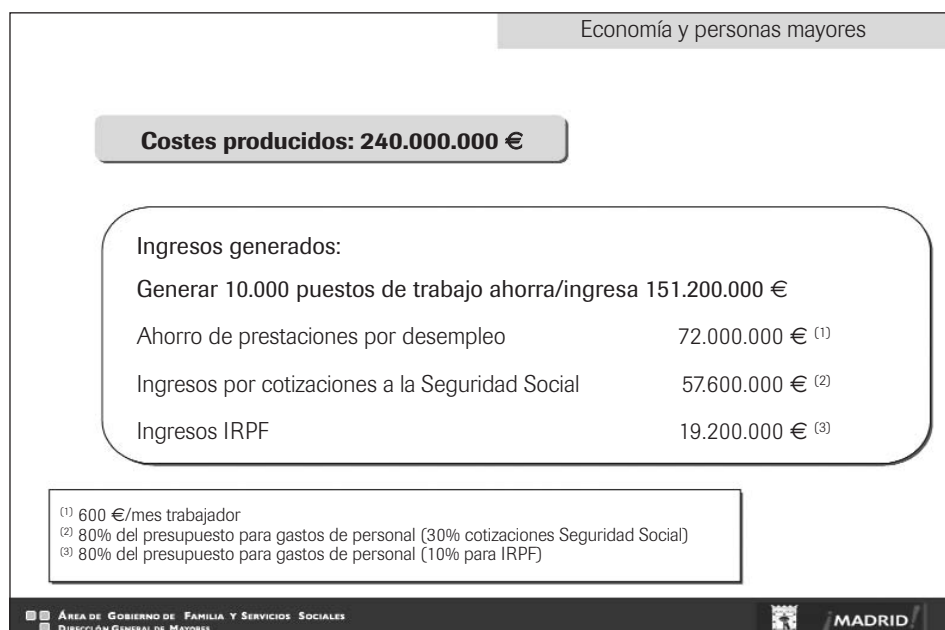 Economía y personas mayores
Costes producidos: 240.000.000 €
Ingresos generados:
Generar 10.000 puestos de trabajo ahorra/ingresa 151.200.000 €
Ahorro de prestaciones por desempleo 72.000.000 € (1)
Ingresos por cotizaciones a la Seguridad Social 57.600.000 € (2)
Ingresos IRPF 19.200.000 € (3)
(1) 600 €/mes trabajador
(2) 80% del presupuesto para gastos de personal (30% cotizaciones Seguridad Social)
(3) 80% del presupuesto para gastos de personal (10% para IRPF)
ÁREA DE GOBIERNO DE FAMILIA Y SERVICIOS SOCIALES
DIRECCIÓN GENERAL DE MAYORES
¡MADRID!